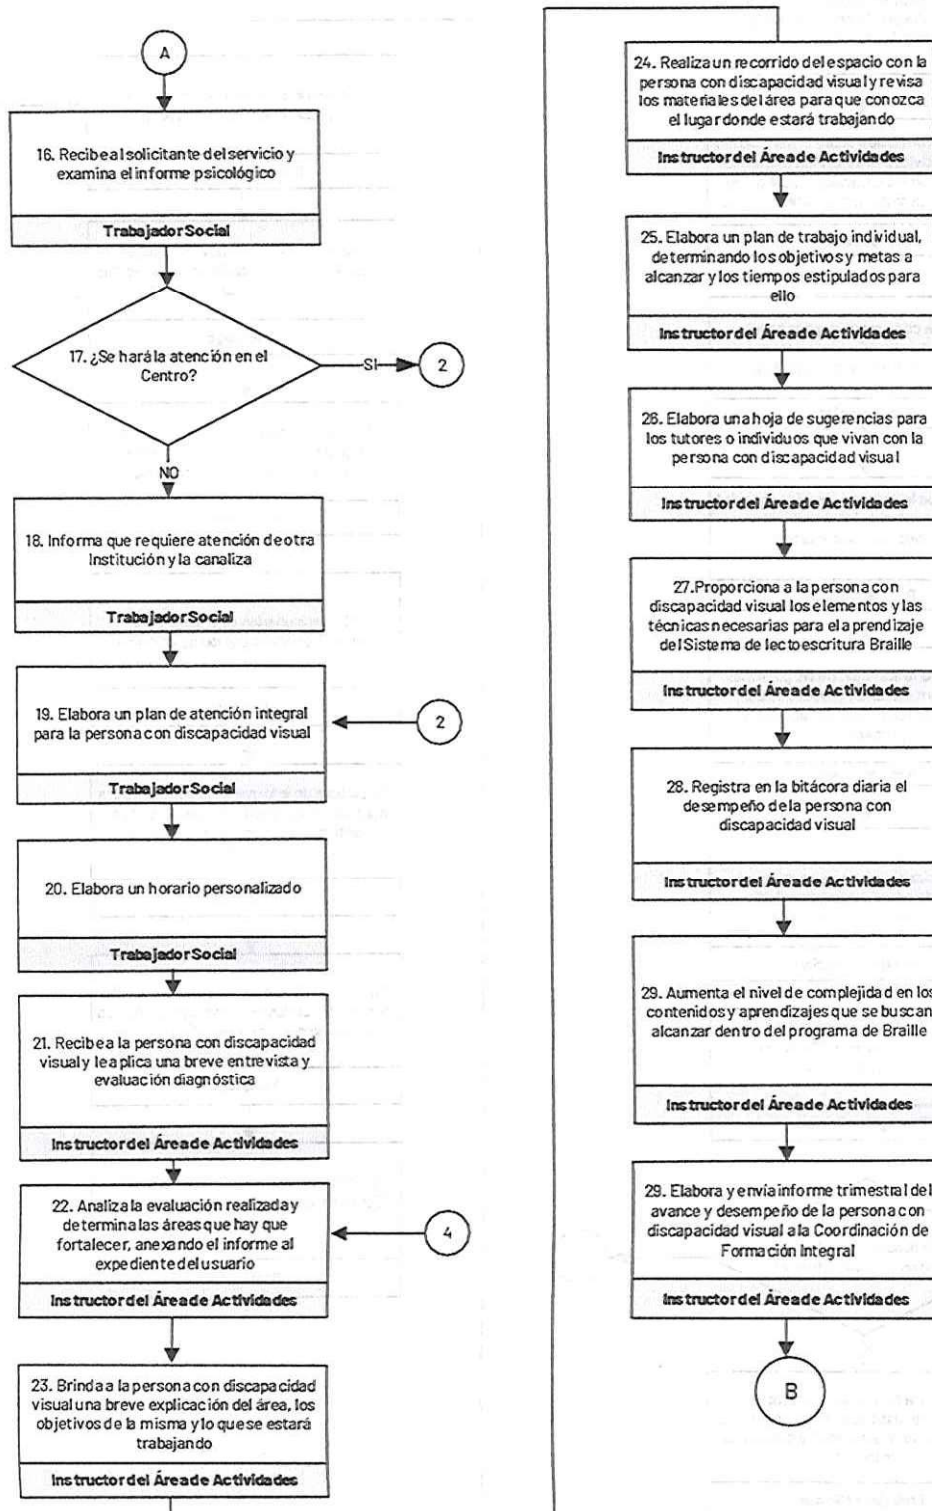 A
16. Recibe al solicitante del servicio y
examina el informe psicológico
Trabajador Social
17. ¿Se hará la atención en el
Centro?
SI
2
NO
18. Informa que requiere atención de otra
Institución y la canaliza
Trabajador Social
19. Elabora un plan de atención integral
para la persona con discapacidad visual
Trabajador Social
2
20. Elabora un horario personalizado
Trabajador Social
21. Recibe a la persona con discapacidad
visual y le aplica una breve entrevista y
evaluación diagnóstica
Instructor del Área de Actividades
22. Analiza la evaluación realizada y
determina las áreas que hay que
fortalecer, anexando el informe al
expediente del usuario
Instructor del Área de Actividades
4
23. Brinda a la persona con discapacidad
visual una breve explicación del área, los
objetivos de la misma y lo que se estará
trabajando
Instructor del Área de Actividades
24. Realiza un recorrido del espacio con la
persona con discapacidad visual y revisa
los materiales del área para que conozca
el lugar donde estará trabajando
Instructor del Área de Actividades
25. Elabora un plan de trabajo individual,
determinando los objetivos y metas a
alcanzar y los tiempos estipulados para
ello
Instructor del Área de Actividades
26. Elabora una hoja de sugerencias para
los tutores o individuos que vivan con la
persona con discapacidad visual
Instructor del Área de Actividades
27. Proporciona a la persona con
discapacidad visual los elementos y las
técnicas necesarias para el aprendizaje
del Sistema de lectoescritura Braille
Instructor del Área de Actividades
28. Registra en la bitácora diaria el
desempeño de la persona con
discapacidad visual
Instructor del Área de Actividades
29. Aumenta el nivel de complejidad en los
contenidos y aprendizajes que se buscan
alcanzar dentro del programa de Braille
Instructor del Área de Actividades
29. Elabora y envía informe trimestral del
avance y desempeño de la persona con
discapacidad visual a la Coordinación de
Formación Integral
Instructor del Área de Actividades
B